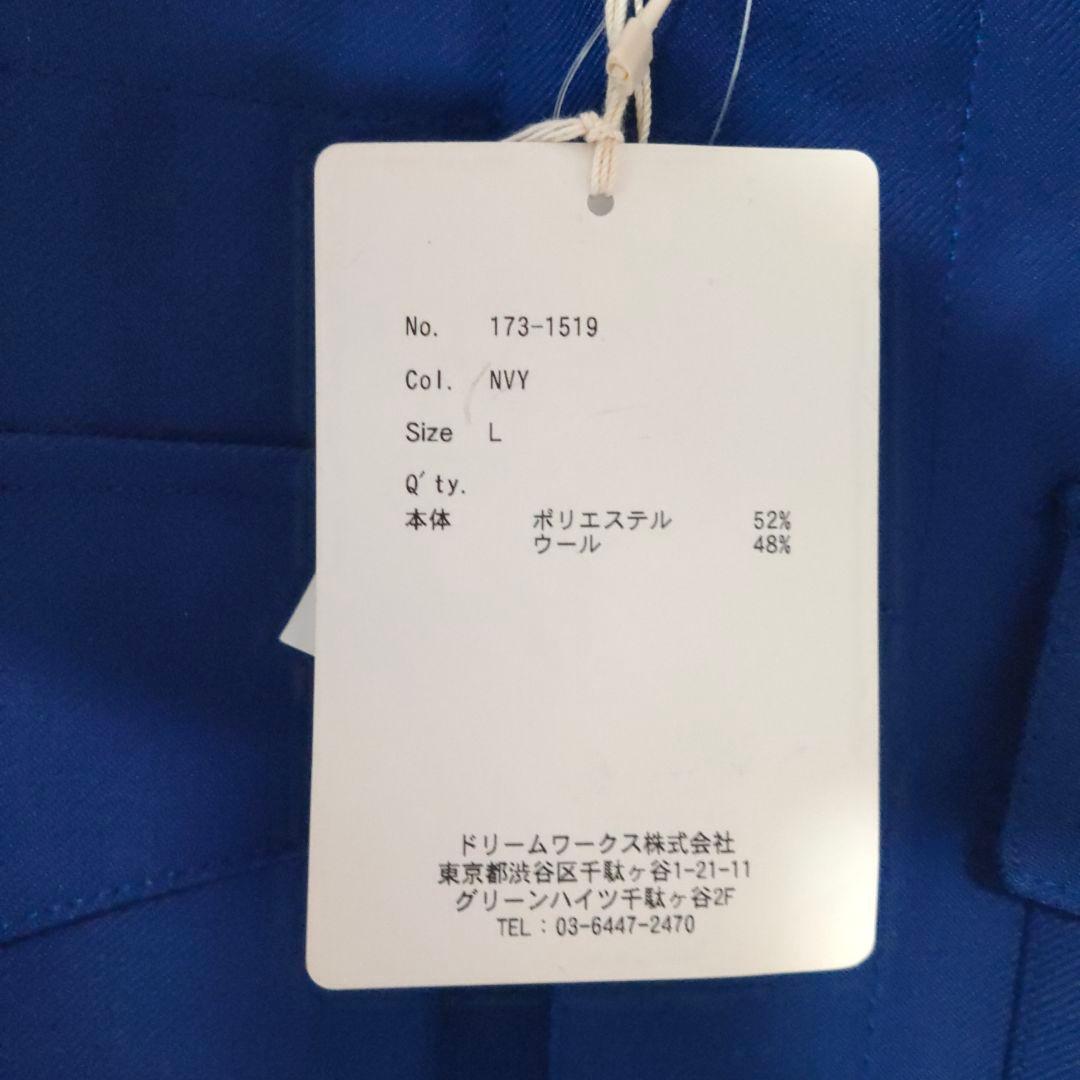 No. 173-1519
Col. NVY
Size L
Q'ty.
本体 ポリエステル 52%
ウール 48%
ドリームワークス株式会社
東京都渋谷区千駄ヶ谷1-21-11
グリーンハイツ千駄ヶ谷2F
TEL:03-6447-2470